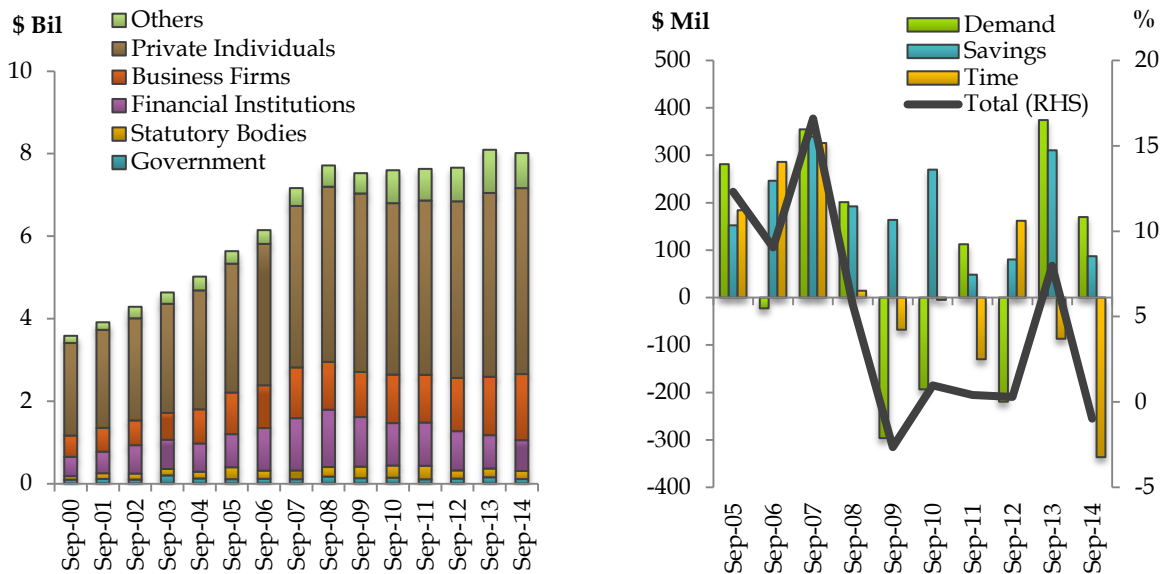 $ Bil
Others
Private Individuals
Business Firms
Financial Institutions
Statutory Bodies
Government
10
8
6
4
2
0
Sep-00
Sep-01
Sep-02
Sep-03
Sep-04
Sep-05
Sep-06
Sep-07
Sep-08
Sep-09
Sep-10
Sep-11
Sep-12
Sep-13
Sep-14
$ Mil
%
Demand
Savings
Time
Total (RHS)
500
400
300
200
100
0
-100
-200
-300
-400
20
15
10
5
0
-5
Sep-05
Sep-06
Sep-07
Sep-08
Sep-09
Sep-10
Sep-11
Sep-12
Sep-13
Sep-14